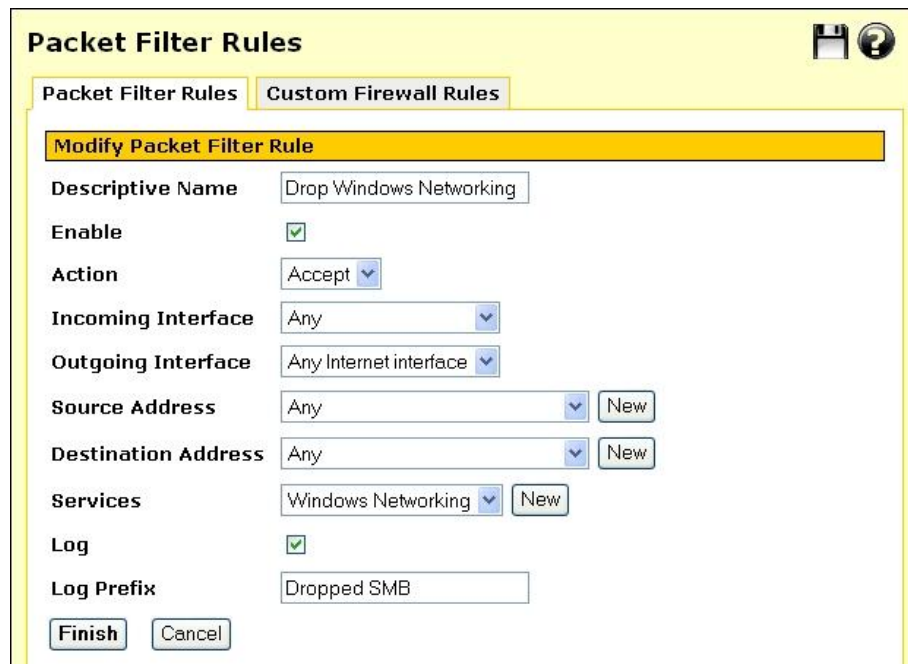 Packet Filter Rules
?
Packet Filter Rules Custom Firewall Rules
Modify Packet Filter Rule
Descriptive Name Drop Windows Networking
Enable
Action Accept
Incoming Interface Any
Outgoing Interface Any Internet interface
Source Address Any New
Destination Address Any New
Services Windows Networking New
Log
Log Prefix Dropped SMB
Finish Cancel